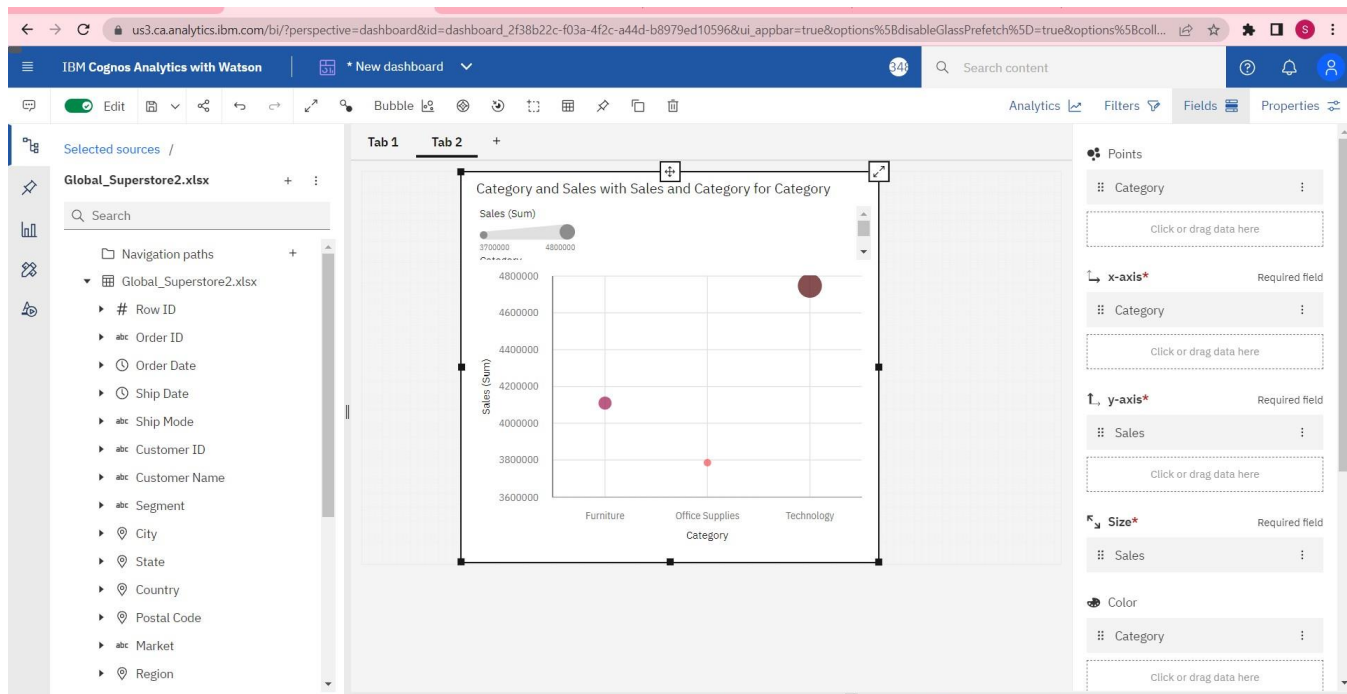 us3.ca.analytics.ibm.com/bi/?perspective=dashboard&id=dashboard_2f38b22c-f03a-4f2c-a44d-b8979ed10596&ui_appbar=true&options%5BdisableGlassPrefetch%5D=true&options%5Bcoll...
S
IBM Cognos Analytics with Watson
* New dashboard
Search content
Edit
Bubble
Analytics
Filters
Fields
Properties
Selected sources /
Global_Superstore2.xlsx
Search
Navigation paths
Global_Superstore2.xlsx
# Row ID
abc Order ID
Order Date
Ship Date
abc Ship Mode
abc Customer ID
abc Customer Name
abc Segment
City
State
Country
Postal Code
abc Market
Region
Tab 1
Tab 2
+
Category and Sales with Sales and Category for Category
Sales (Sum)
3700000
4800000
Category
4800000
4600000
4400000
4200000
4000000
3800000
3600000
Sales (Sum)
Furniture
Office Supplies
Technology
Category
Points
Category
Click or drag data here
x-axis*
Required field
Category
Click or drag data here
y-axis*
Required field
Sales
Click or drag data here
Size*
Required field
Sales
Color
Category
Click or drag data here